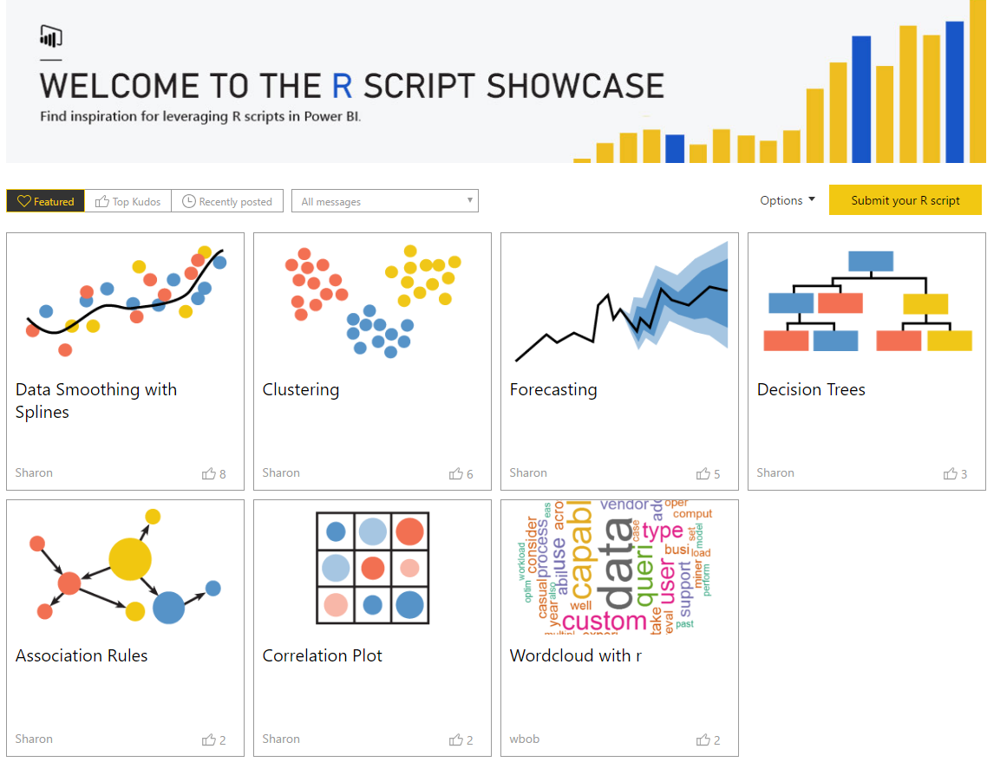 WELCOME TO THE R SCRIPT SHOWCASE
Find inspiration for leveraging R scripts in Power BI.
Featured
Top Kudos
Recently posted
All messages
Options
Submit your R script
Data Smoothing with
Splines
Sharon
8
Clustering
Sharon
6
Forecasting
Sharon
5
Decision Trees
Sharon
3
Association Rules
Sharon
2
Correlation Plot
Sharon
2
workload
optim
consider
casual
process
year
also
eas
abil
use
acro
capabl
well
custom
data
vendor
case
queri
type
user
take
eval
add
oper
comput
busi
set
load
model
miner
support
perform
past
Wordcloud with r
wbob
2